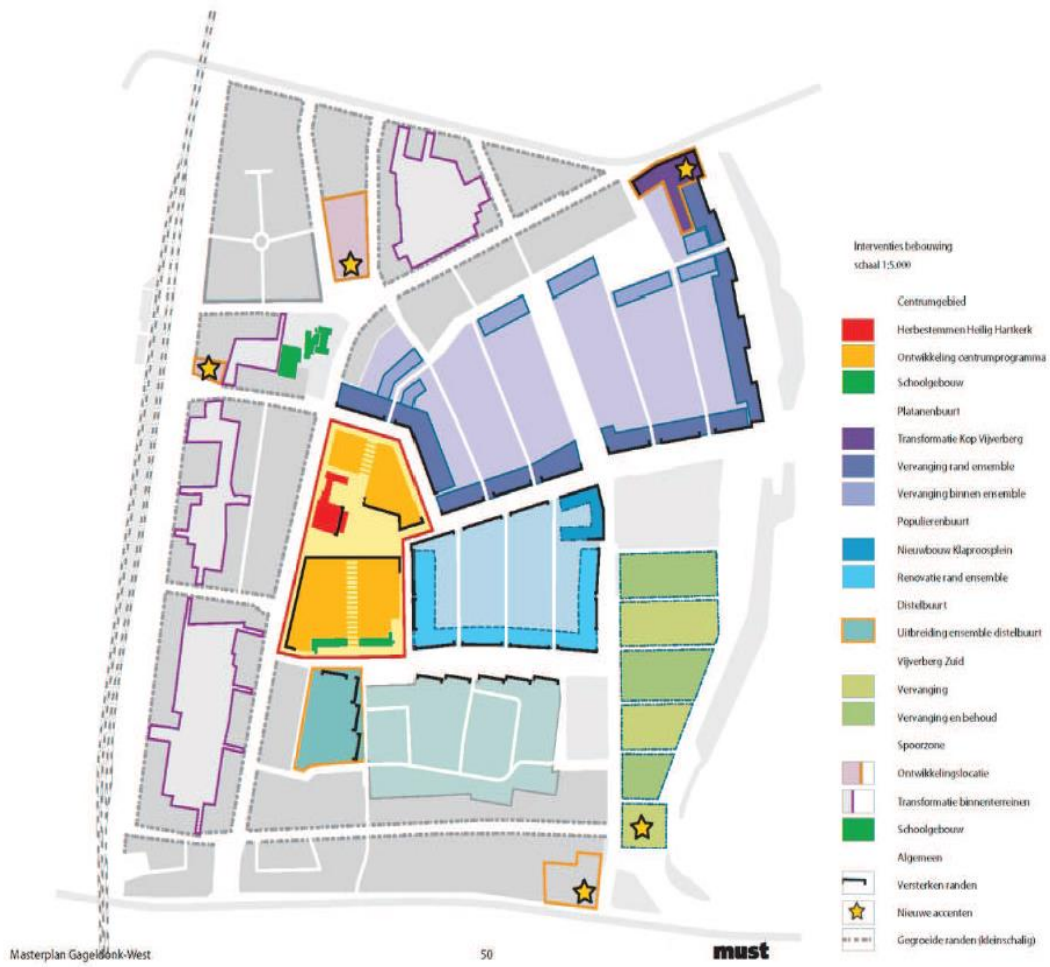 Interventies bebouwing
schaal 1:5.000
Centrumgebied
Herbestemmen Heilig Hartkerk
Ontwikkeling centrumprogramma
Schoolgebouw
Platanenbuurt
Transformatie Kop Vijverberg
Vervanging rand ensemble
Vervanging binnen ensemble
Populierenbuurt
Nieuwbouw Klaproosplein
Renovatie rand ensemble
Distelbuurt
Uitbreiding ensemble distelbuurt
Vijverberg Zuid
Vervanging
Vervanging en behoud
Spoorzone
Ontwikkelingslocatie
Transformatie binnenterreinen
Schoolgebouw
Algemeen
Versterken randen
Nieuwe accenten
Gegroeide randen (kleinschalig)
Masterplan Gageldonk-West
50
must